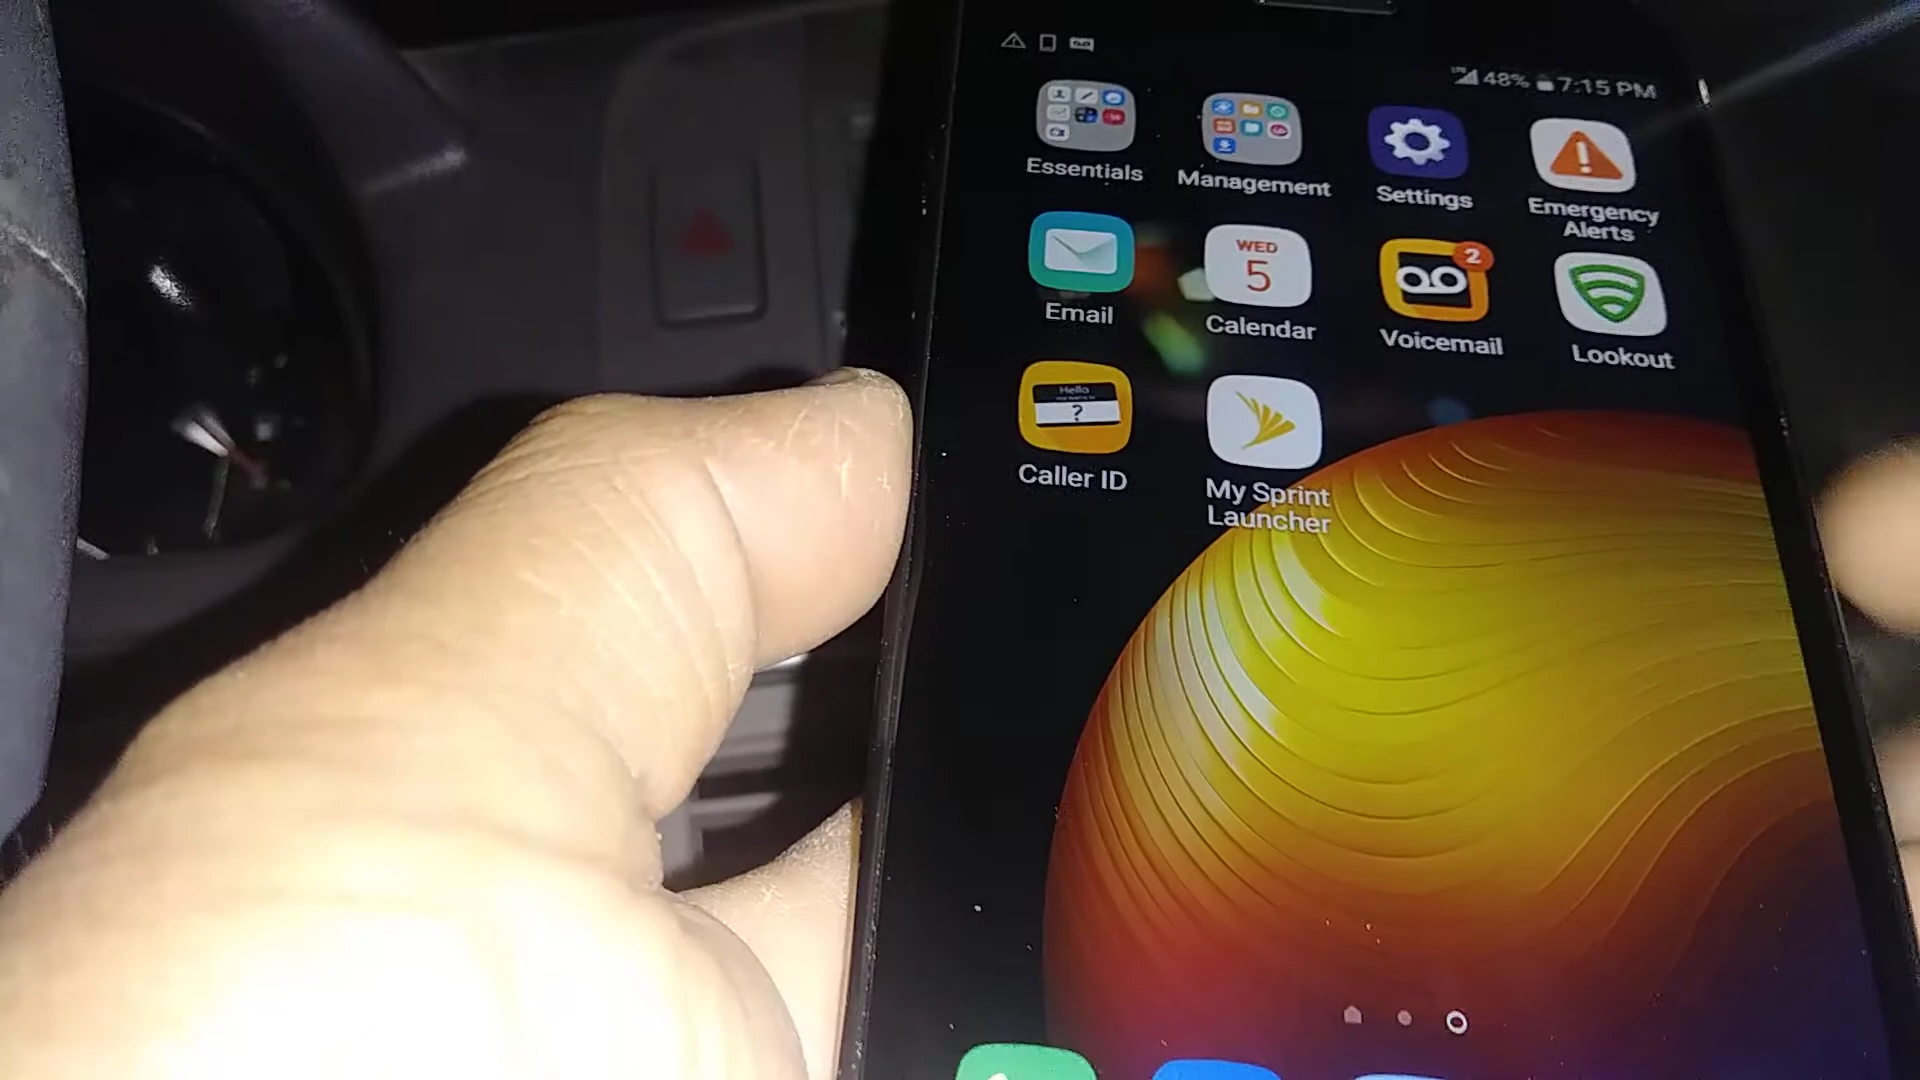 LTE 48% 7:15 PM
Essentials
Management
Settings
Emergency
Alerts
WED
5
2
Email
Calendar
Voicemail
Lookout
Hello
?
Caller ID
My Sprint
Launcher